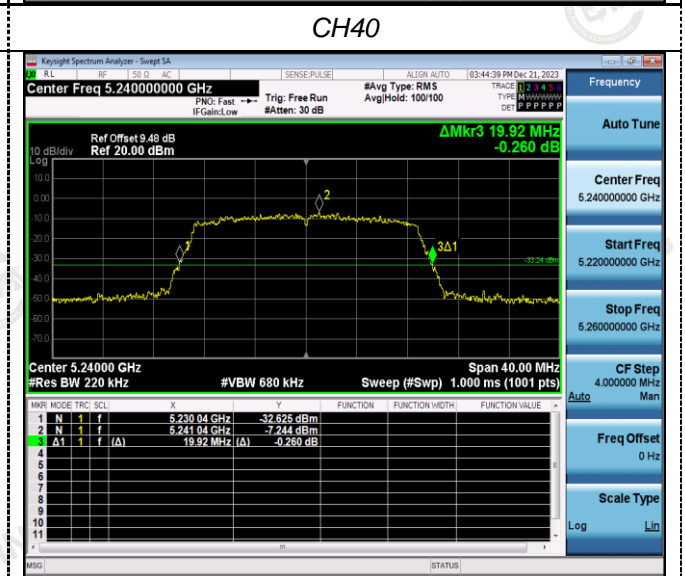 CH40
Keysight Spectrum Analyzer - Swept SA
RL RF 50 Ω AC SENSE:PULSE ALIGN AUTO 03:44:39 PM Dec 21, 2023
Center Freq 5.240000000 GHz
PNO: Fast
IFGain:Low
Trig: Free Run
#Atten: 30 dB
#Avg Type: RMS
Avg|Hold: 100/100
TRACE 1 2 3 4 5 6
TYPE M WWWWW
DET P P P P P P
Frequency
Auto Tune
Center Freq
5.240000000 GHz
Start Freq
5.220000000 GHz
Stop Freq
5.260000000 GHz
CF Step
4.000000 MHz
Auto Man
Freq Offset
0 Hz
Scale Type
Log Lin
ΔMkr3 19.92 MHz
-0.260 dB
Ref Offset 9.48 dB
10 dB/div Ref 20.00 dBm
Log
10.0
0.00
-10.0
-20.0
-30.0
-40.0
-50.0
-60.0
-70.0
1
2
3Δ1
-33.24 dBm
Center 5.24000 GHz Span 40.00 MHz
#Res BW 220 kHz #VBW 680 kHz Sweep (#Swp) 1.000 ms (1001 pts)
MKR MODE TRC SCL X Y FUNCTION FUNCTION WIDTH FUNCTION VALUE
1 N 1 f 5.230 04 GHz -32.625 dBm
2 N 1 f 5.241 04 GHz -7.244 dBm
3 Δ1 1 f (Δ) 19.92 MHz (Δ) -0.260 dB
4
5
6
7
8
9
10
11
MSG STATUS